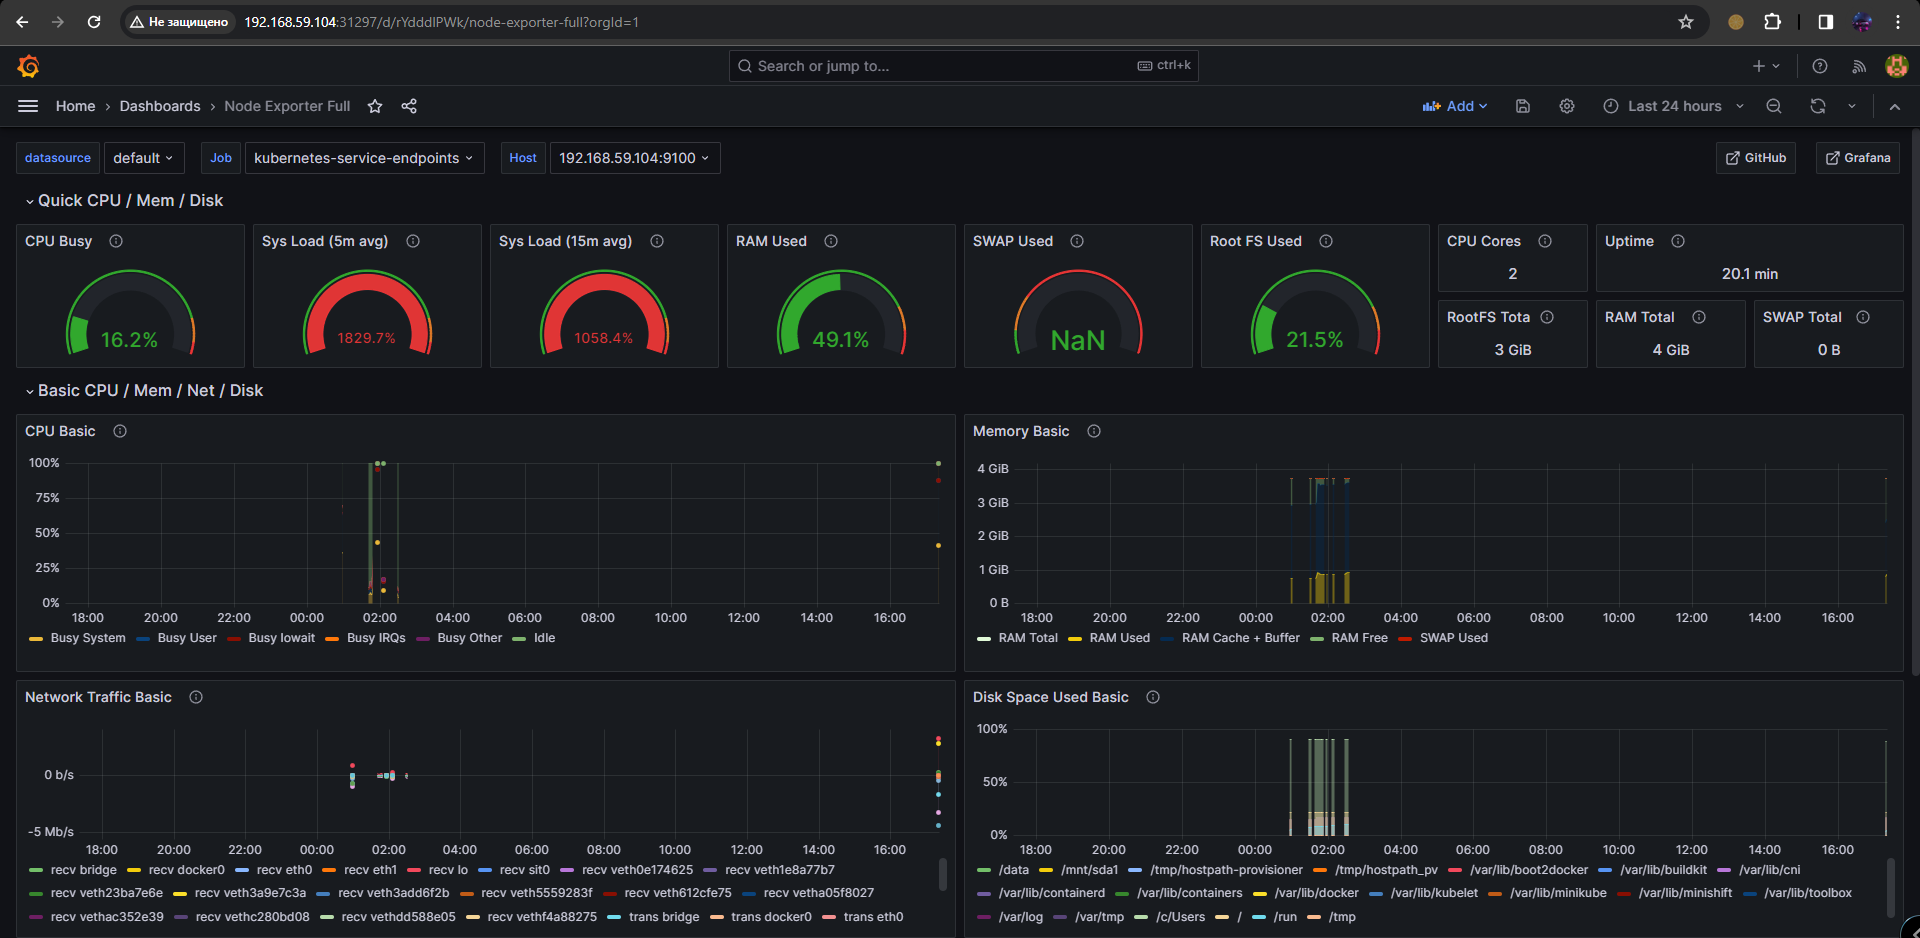 Не защищено 192.168.59.104:31297/d/rYdddlPWk/node-exporter-full?orgId=1
Search or jump to... ctrl+k
Home › Dashboards › Node Exporter Full Add Last 24 hours
datasource default Job kubernetes-service-endpoints Host 192.168.59.104:9100 GitHub Grafana
Quick CPU / Mem / Disk
CPU Busy Sys Load (5m avg) Sys Load (15m avg) RAM Used SWAP Used Root FS Used CPU Cores Uptime
2 20.1 min
RootFS Tota RAM Total SWAP Total
16.2% 1829.7% 1058.4% 49.1% NaN 21.5% 3 GiB 4 GiB 0 B
Basic CPU / Mem / Net / Disk
CPU Basic
100%
75%
50%
25%
0%
18:00 20:00 22:00 00:00 02:00 04:00 06:00 08:00 10:00 12:00 14:00 16:00
Busy System Busy User Busy Iowait Busy IRQs Busy Other Idle
Memory Basic
4 GiB
3 GiB
2 GiB
1 GiB
0 B
18:00 20:00 22:00 00:00 02:00 04:00 06:00 08:00 10:00 12:00 14:00 16:00
RAM Total RAM Used RAM Cache + Buffer RAM Free SWAP Used
Network Traffic Basic
0 b/s
-5 Mb/s
18:00 20:00 22:00 00:00 02:00 04:00 06:00 08:00 10:00 12:00 14:00 16:00
recv bridge recv docker0 recv eth0 recv eth1 recv lo recv sit0 recv veth0e174625 recv veth1e8a77b7
recv veth23ba7e6e recv veth3a9e7c3a recv veth3add6f2b recv veth5559283f recv veth612cfe75 recv vetha05f8027
recv vethac352e39 recv vethc280bd08 recv vethdd588e05 recv vethf4a88275 trans bridge trans docker0 trans eth0
Disk Space Used Basic
100%
50%
0%
18:00 20:00 22:00 00:00 02:00 04:00 06:00 08:00 10:00 12:00 14:00 16:00
/data /mnt/sda1 /tmp/hostpath-provisioner /tmp/hostpath_pv /var/lib/boot2docker /var/lib/buildkit /var/lib/cni
/var/lib/containerd /var/lib/containers /var/lib/docker /var/lib/kubelet /var/lib/minikube /var/lib/minishift /var/lib/toolbox
/var/log /var/tmp /c/Users / /run /tmp